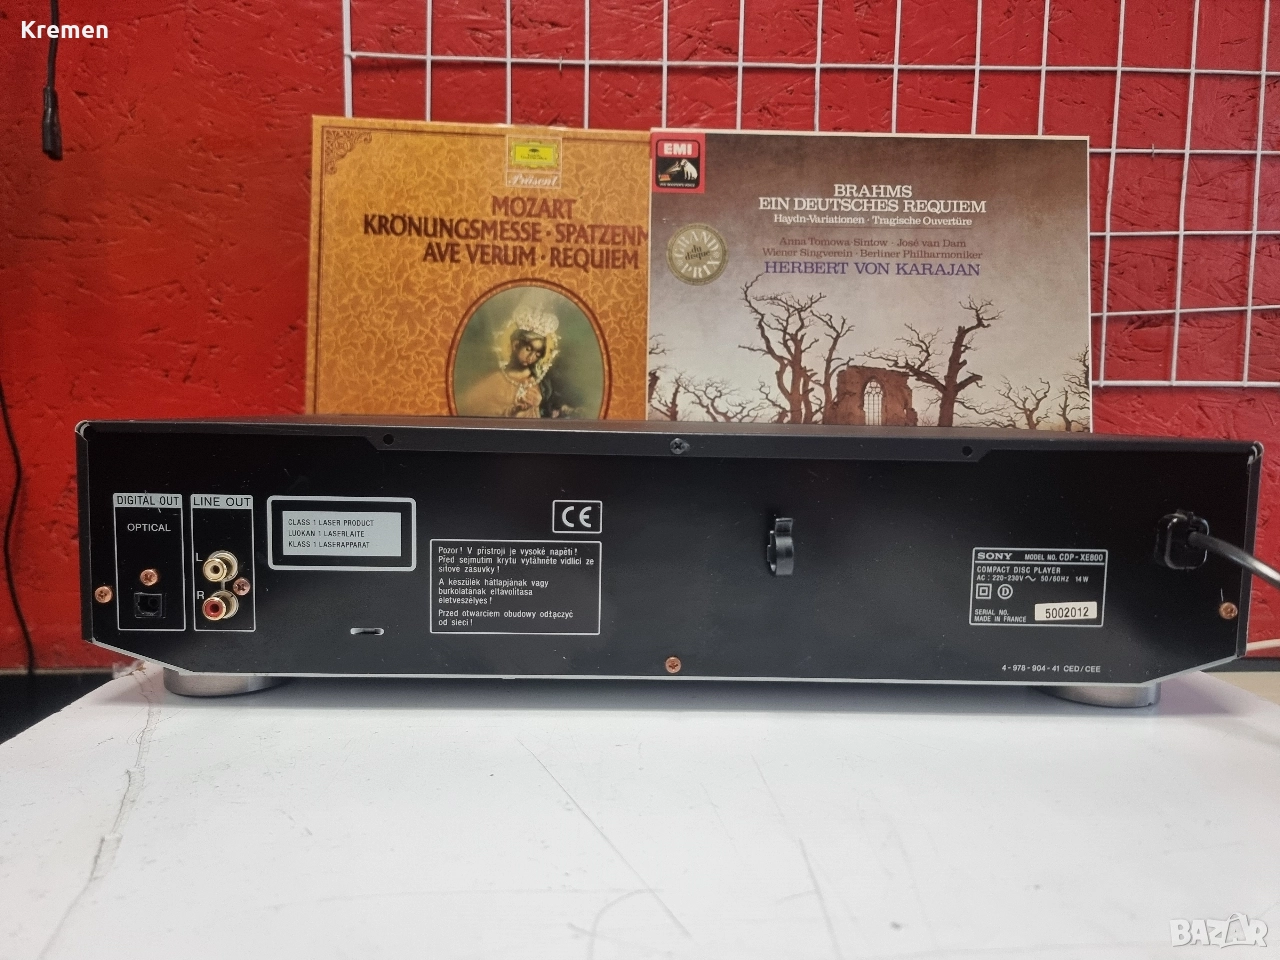 Kremen
Präsent
MOZART
KRÖNUNGSMESSE · SPATZENM
AVE VERUM · REQUIEM
EMI
BRAHMS
EIN DEUTSCHES REQUIEM
Haydn-Variationen · Tragische Ouvertüre
Anna Tomowa-Sintow · José van Dam
Wiener Singverein · Berliner Philharmoniker
HERBERT VON KARAJAN
GRAND PRIX
du disque
DIGITAL OUT
OPTICAL
LINE OUT
L
R
CLASS 1 LASER PRODUCT
LUOKAN 1 LASERLAITE
KLASS 1 LASERAPPARAT
CE
Pozor! V přístroji je vysoké napětí!
Před sejmutím krytu vytáhněte vidlici ze
síťové zásuvky!
A készülék hátlapjának vagy
burkolatának eltávolítása
életveszélyes!
Przed otwarciem obudowy odłączyć
od sieci!
SONY MODEL NO. CDP-XE800
COMPACT DISC PLAYER
AC: 220-230V ~ 50/60HZ 14W
D
SERIAL NO. 5002012
MADE IN FRANCE
4-978-904-41 CED/CEE
BAZAR